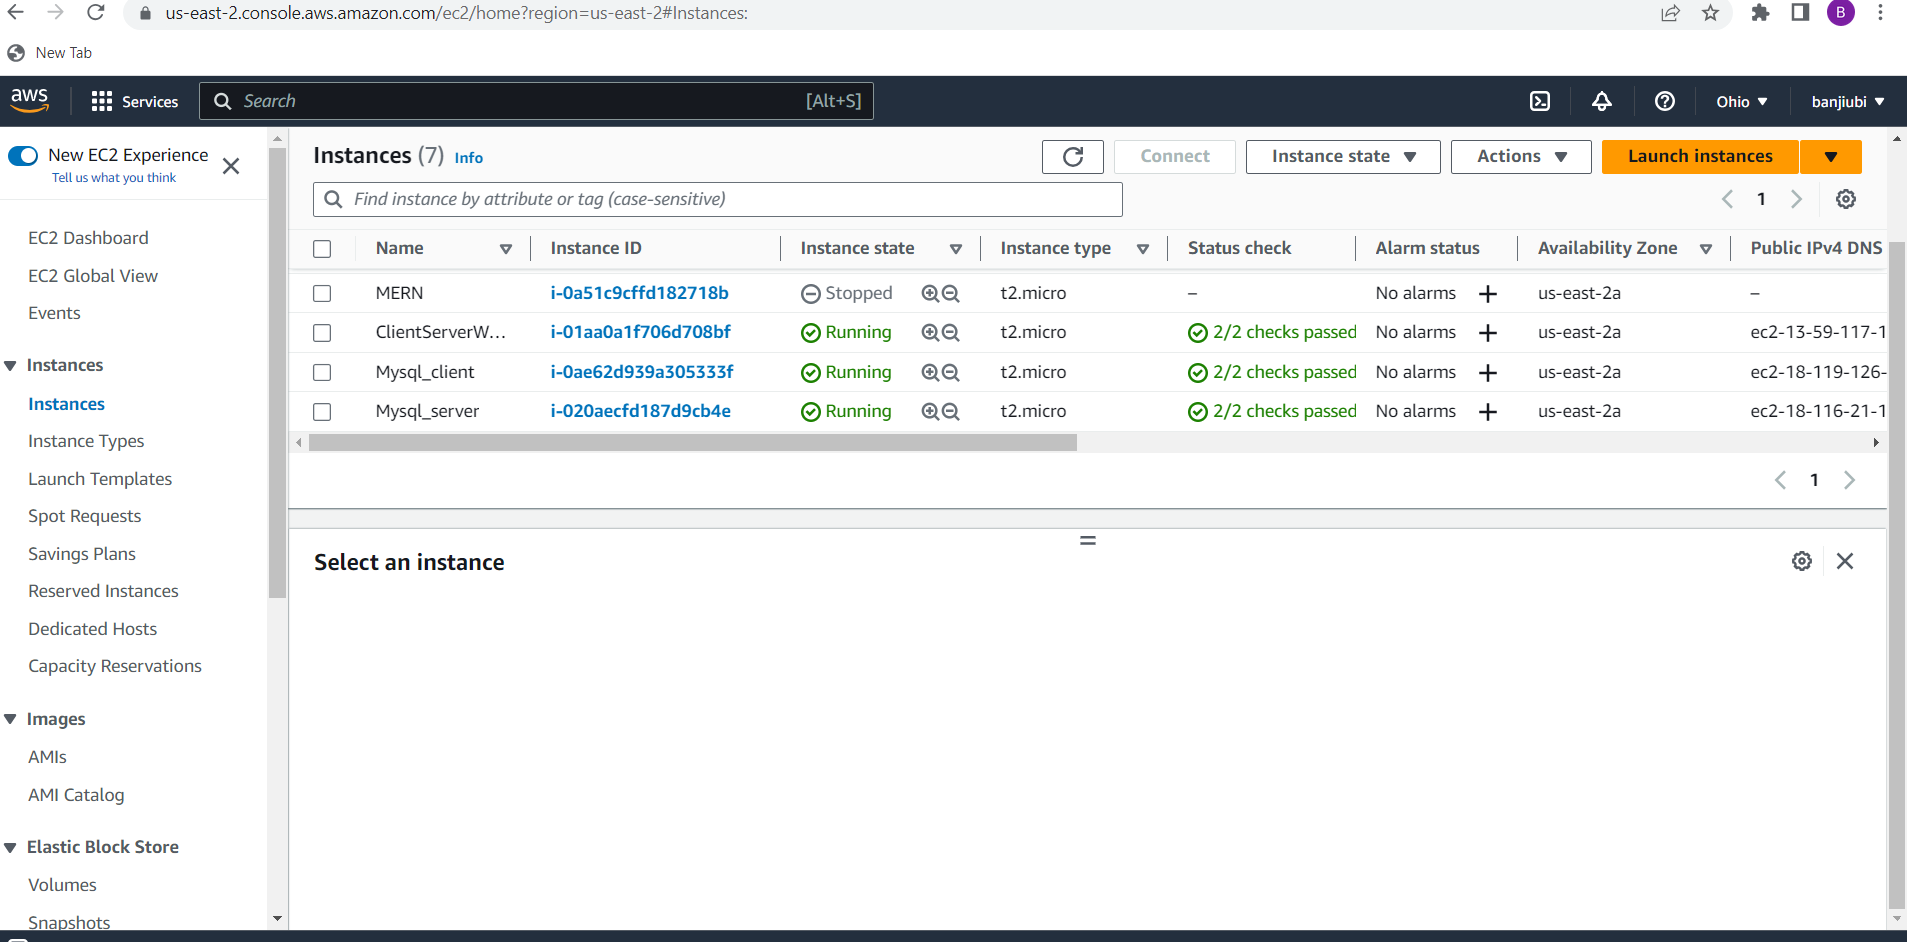 us-east-2.console.aws.amazon.com/ec2/home?region=us-east-2#Instances:
B
New Tab
aws
Services
Search
[Alt+S]
Ohio
banjiubi
New EC2 Experience
Tell us what you think
EC2 Dashboard
EC2 Global View
Events
Instances
Instances
Instance Types
Launch Templates
Spot Requests
Savings Plans
Reserved Instances
Dedicated Hosts
Capacity Reservations
Images
AMIs
AMI Catalog
Elastic Block Store
Volumes
Snapshots
Instances (7) Info
Connect
Instance state
Actions
Launch instances
Find instance by attribute or tag (case-sensitive)
1
Name Instance ID Instance state Instance type Status check Alarm status Availability Zone Public IPv4 DNS
MERN i-0a51c9cffd182718b Stopped t2.micro – No alarms + us-east-2a –
ClientServerW... i-01aa0a1f706d708bf Running t2.micro 2/2 checks passed No alarms + us-east-2a ec2-13-59-117-1
Mysql_client i-0ae62d939a305333f Running t2.micro 2/2 checks passed No alarms + us-east-2a ec2-18-119-126-
Mysql_server i-020aecfd187d9cb4e Running t2.micro 2/2 checks passed No alarms + us-east-2a ec2-18-116-21-1
1
Select an instance